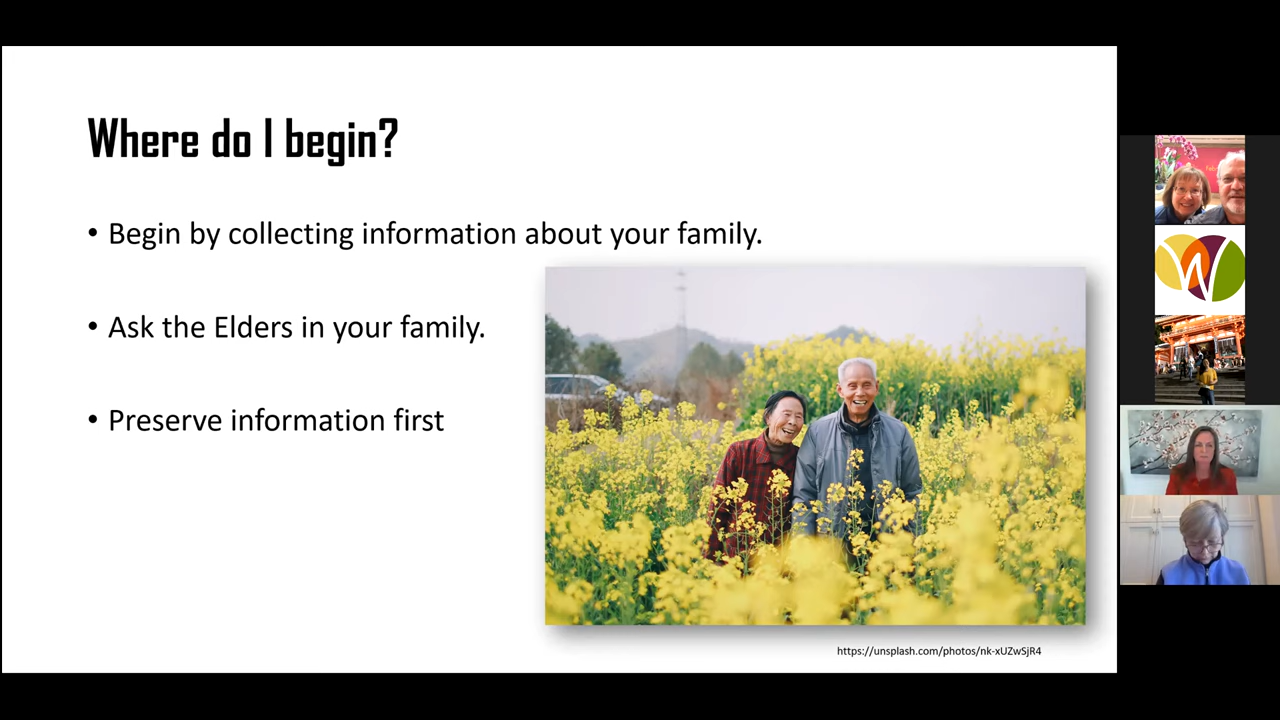 Where do I begin?
• Begin by collecting information about your family.
• Ask the Elders in your family.
• Preserve information first
https://unsplash.com/photos/nk-xUZwSjR4